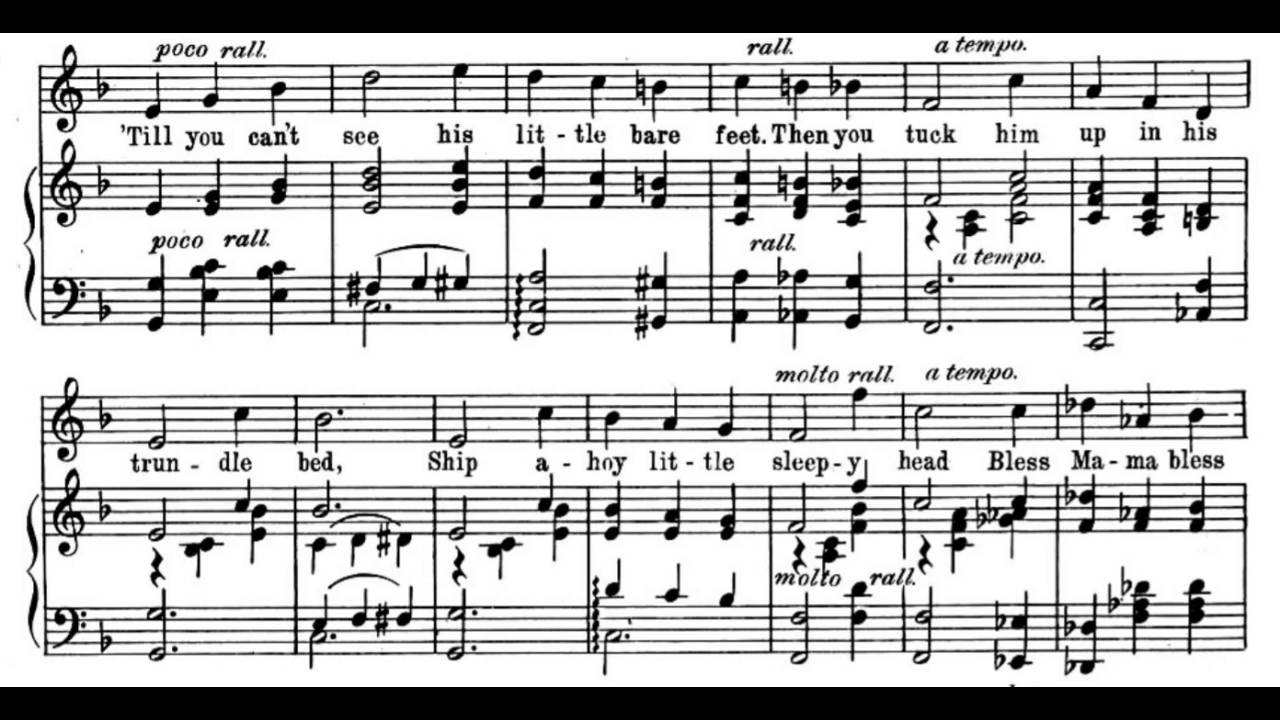 poco rall. rall. a tempo.
'Till you can't see his lit - tle bare feet. Then you tuck him up in his
poco rall. rall. a tempo.
molto rall. a tempo.
trun - dle bed, Ship a - hoy lit - tle sleep - y head Bless Ma - ma bless
molto rall.